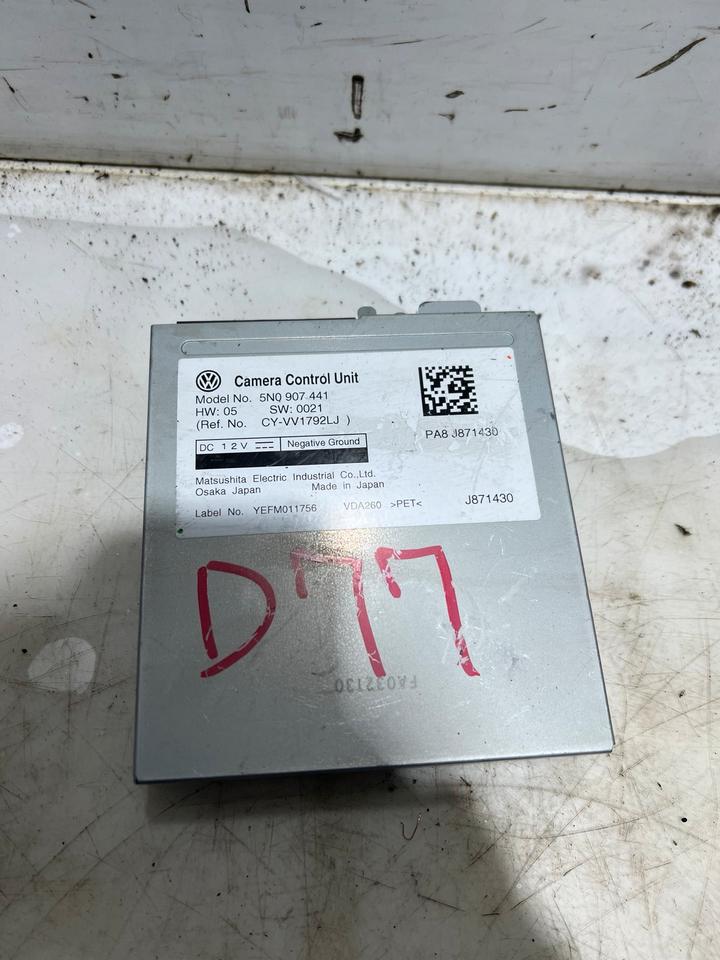 Camera Control Unit
Model No. 5N0 907 441
HW: 05 SW: 0021
(Ref. No. CY-VV1792LJ )
DC 12V Negative Ground
PA8 J871430
Matsushita Electric Industrial Co.,Ltd.
Osaka Japan Made in Japan
Label No. YEFM011756 VDA260 >PET< J871430
D77
FA032130